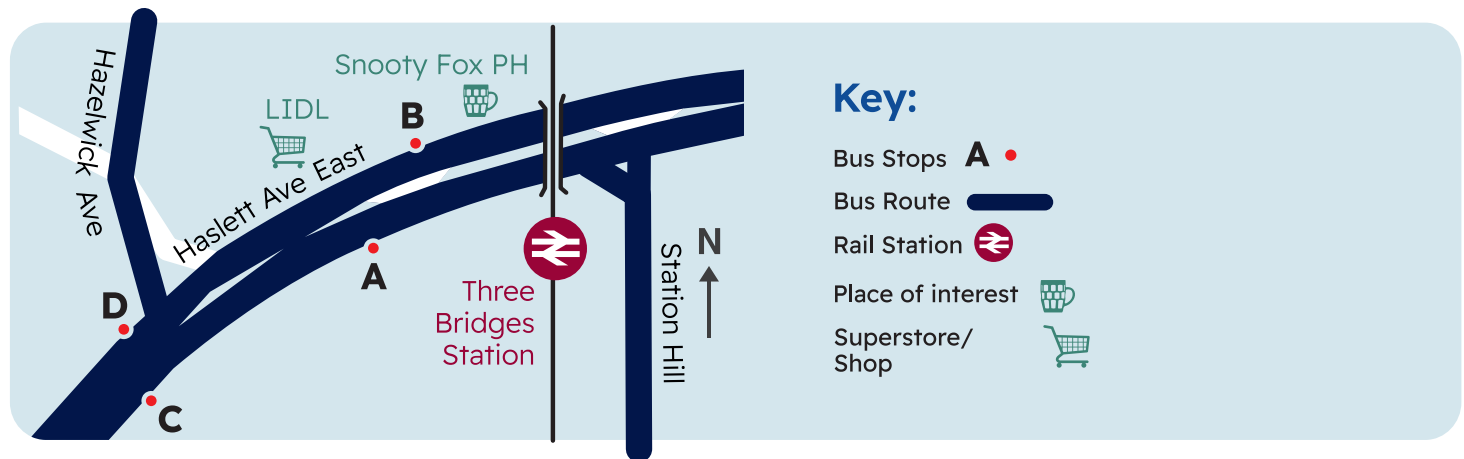 Hazelwick Ave
Snooty Fox PH
LIDL
B
Haslett Ave East
A
D
C
Three
Bridges
Station
Station Hill
N
Key:
Bus Stops A
Bus Route
Rail Station
Place of interest
Superstore/
Shop